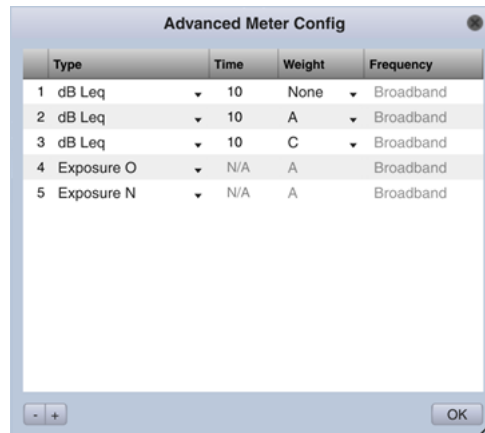 Advanced Meter Config
Type Time Weight Frequency
1 dB Leq 10 None Broadband
2 dB Leq 10 A Broadband
3 dB Leq 10 C Broadband
4 Exposure O N/A A Broadband
5 Exposure N N/A A Broadband
- + OK